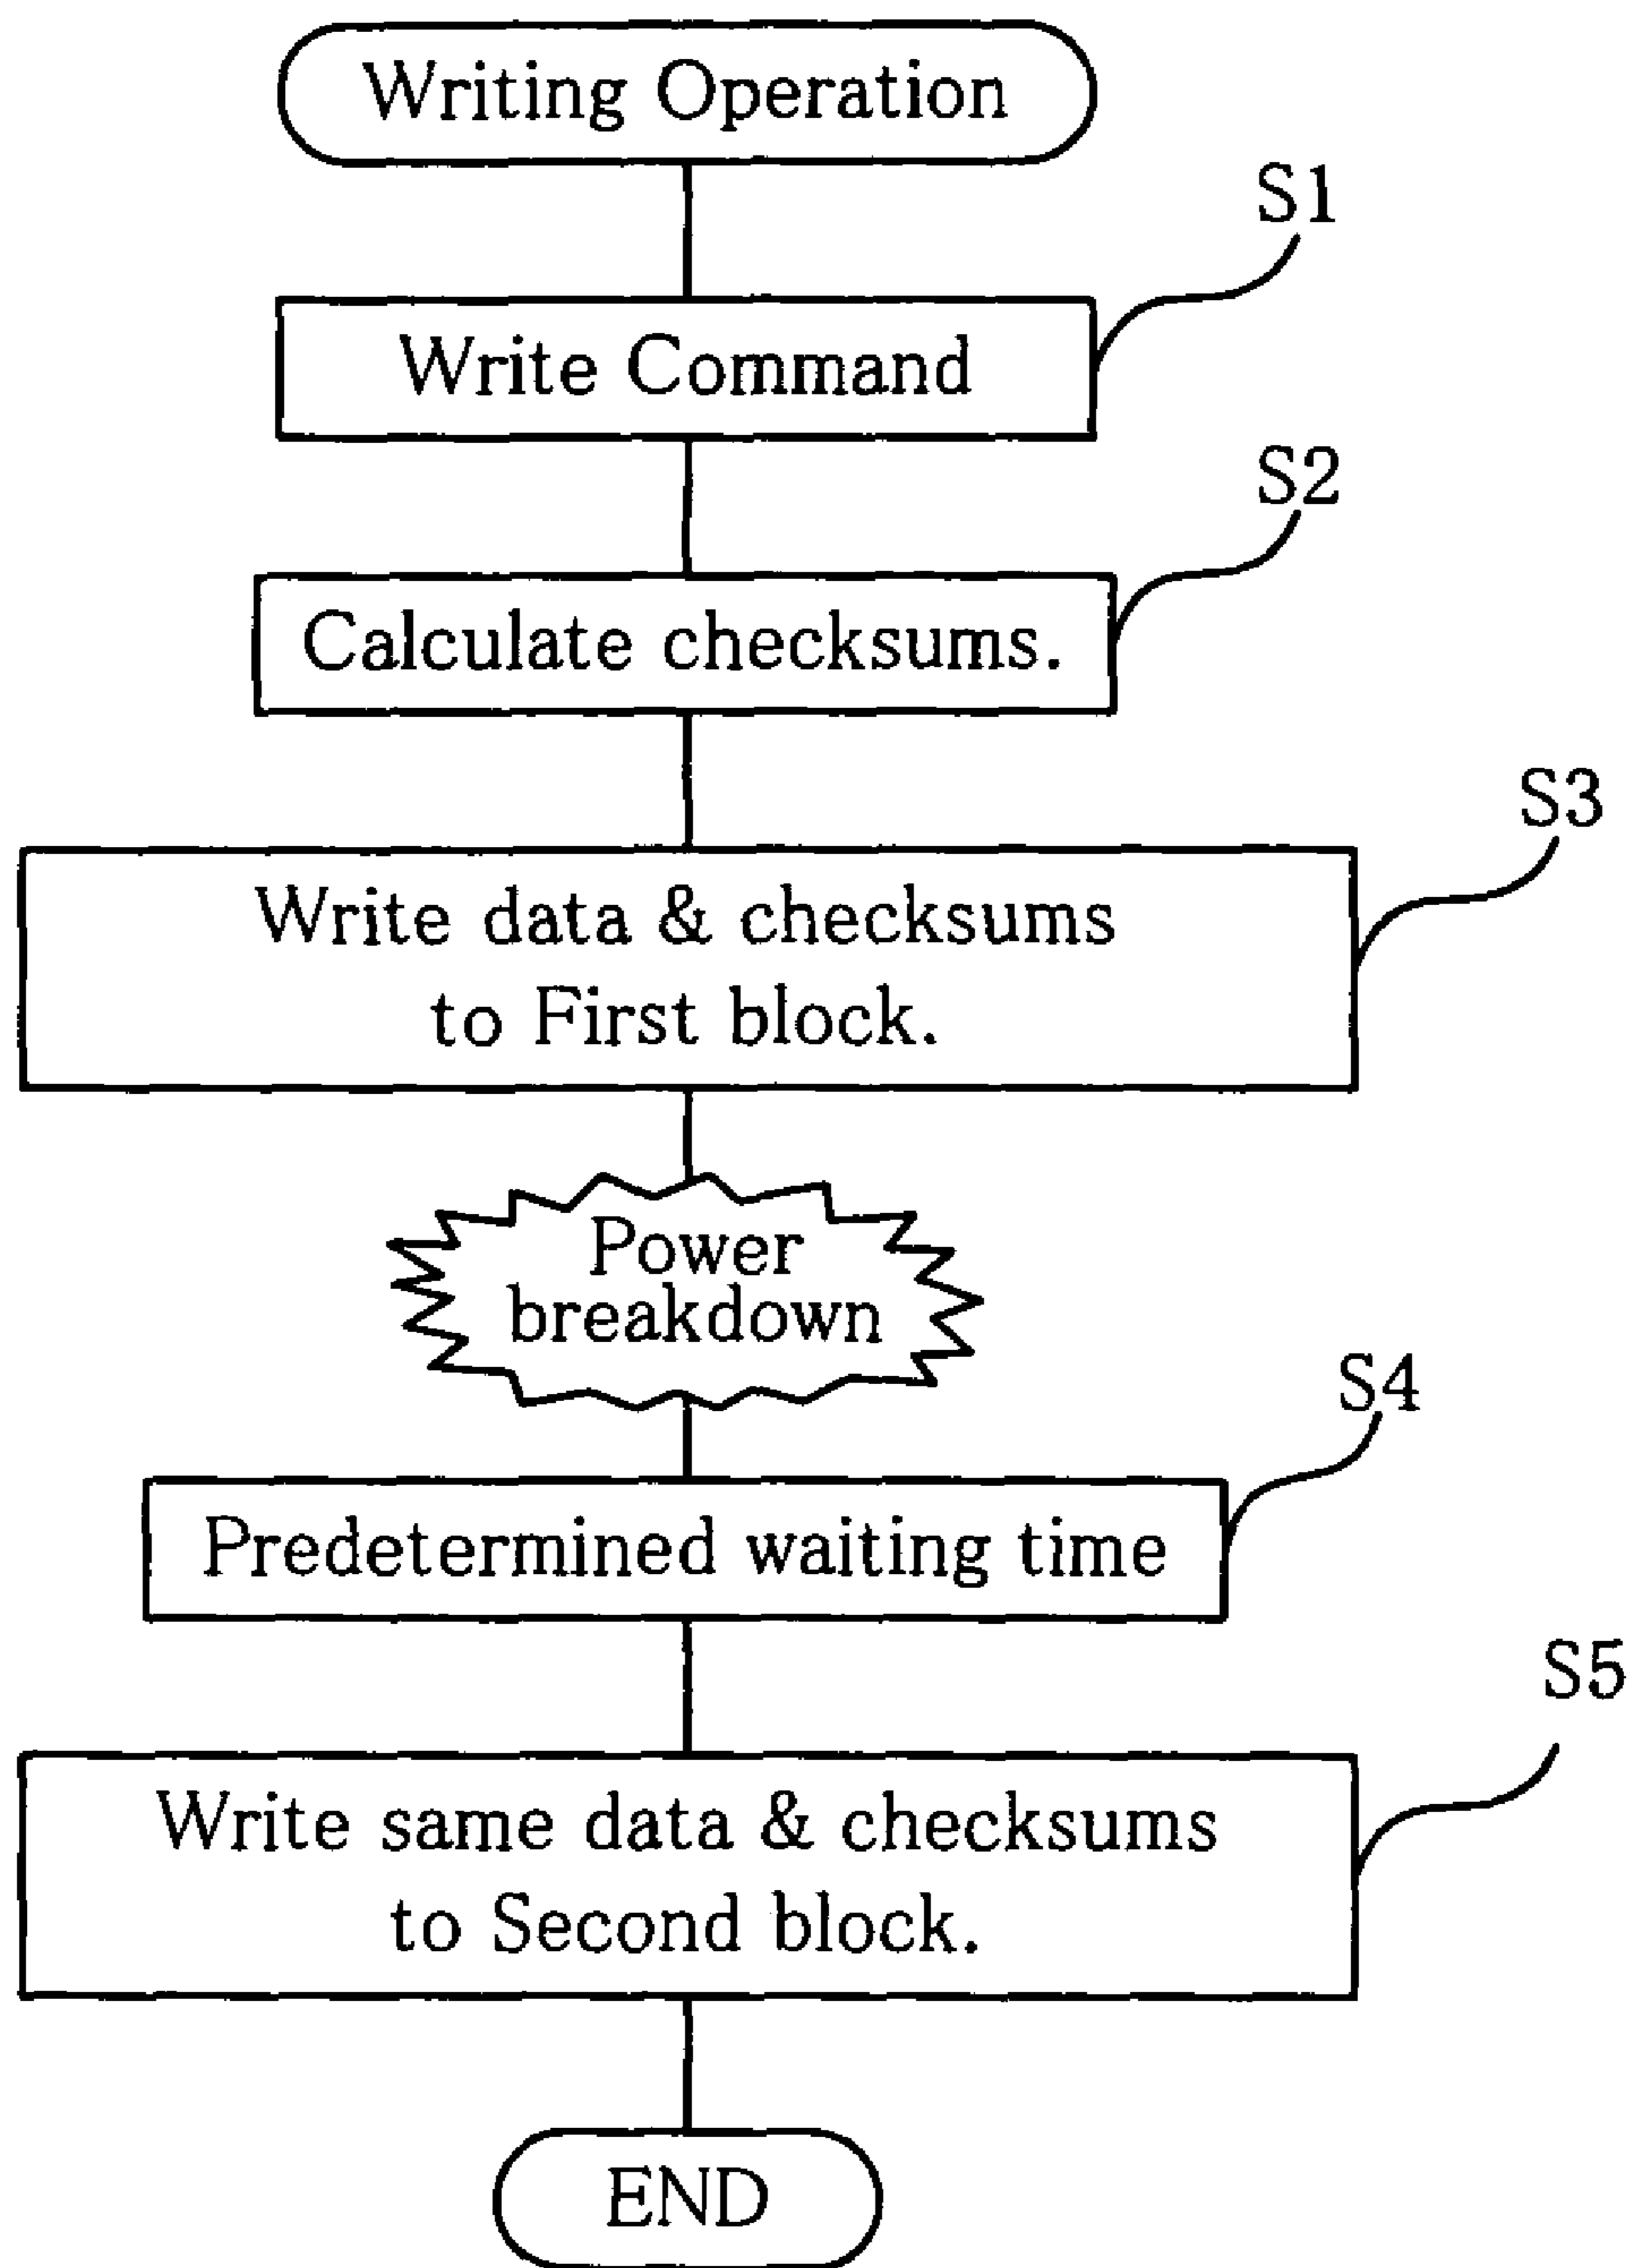 Writing Operation
S1
Write Command
S2
Calculate checksums.
S3
Write data & checksums
to First block.
Power
breakdown
S4
Predetermined waiting time
S5
Write same data & checksums
to Second block.
END